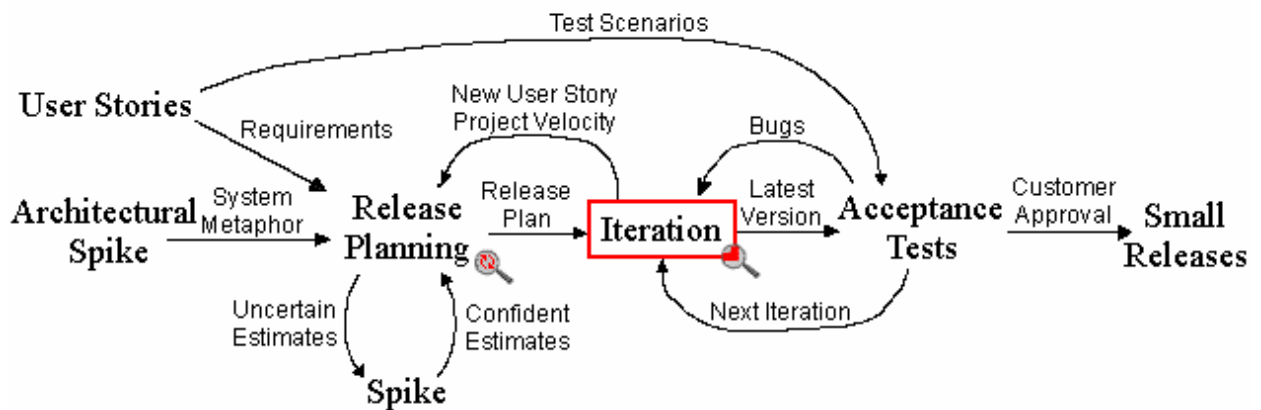 Test Scenarios
User Stories
New User Story
Project Velocity
Requirements
Bugs
Architectural
Spike
System
Metaphor
Release
Planning
Release
Plan
Iteration
Latest
Version
Acceptance
Tests
Customer
Approval
Small
Releases
Uncertain
Estimates
Confident
Estimates
Next Iteration
Spike